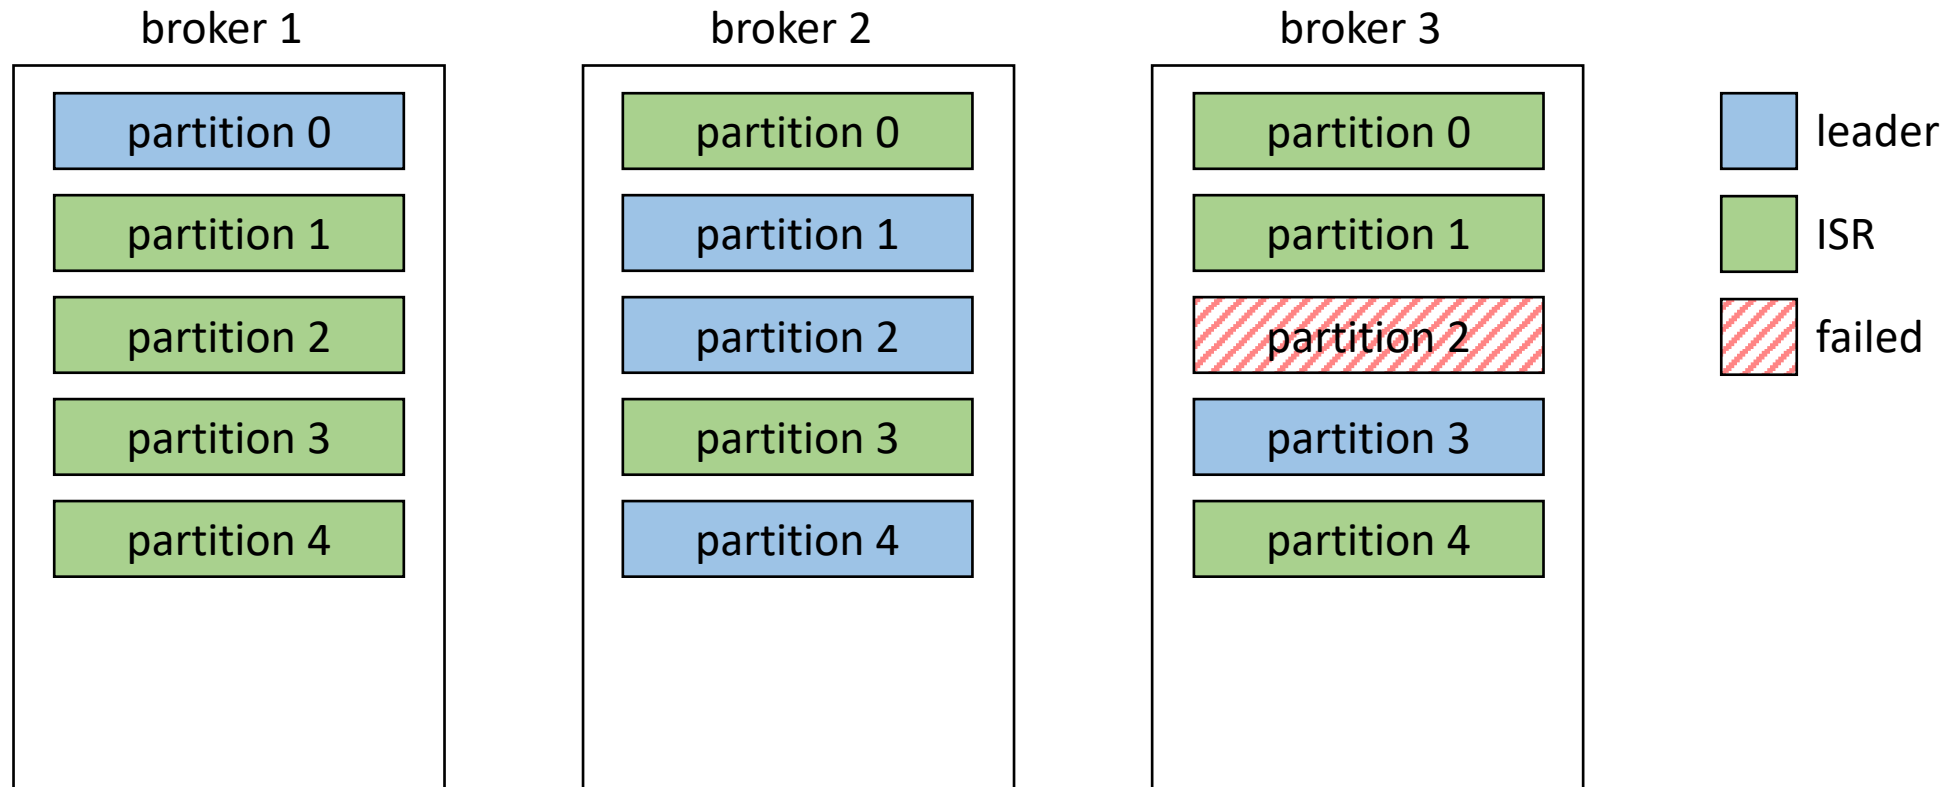 broker 1
partition 0
partition 1
partition 2
partition 3
partition 4
broker 2
partition 0
partition 1
partition 2
partition 3
partition 4
broker 3
partition 0
partition 1
partition 2
partition 3
partition 4
leader
ISR
failed